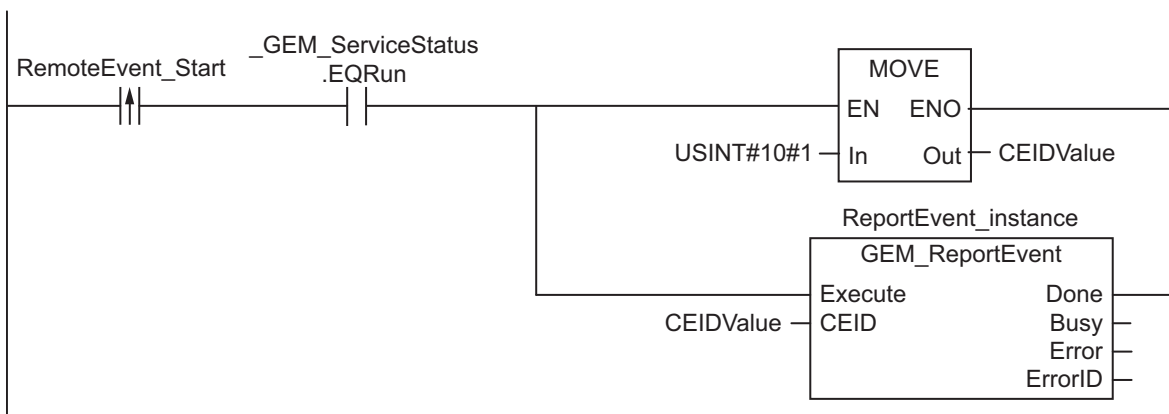 RemoteEvent_Start
_GEM_ServiceStatus
.EQRun
MOVE
EN ENO
USINT#10#1 In Out CEIDValue
ReportEvent_instance
GEM_ReportEvent
Execute Done
CEIDValue CEID Busy
Error
ErrorID